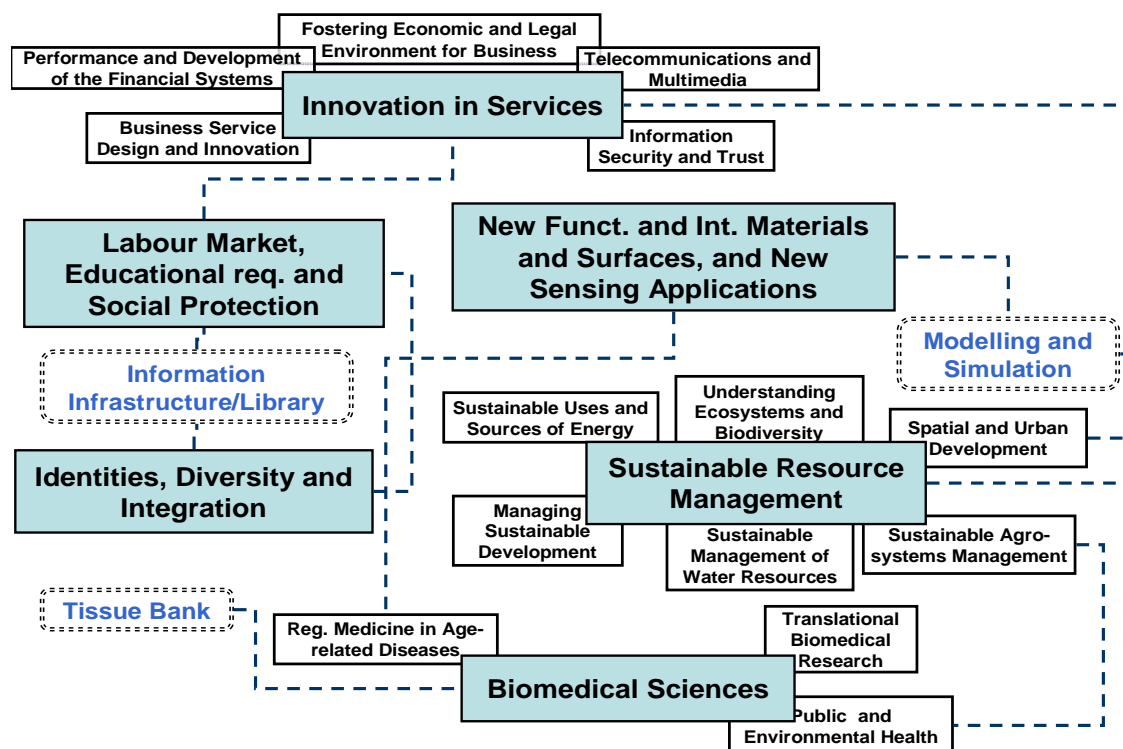 Fostering Economic and Legal
Environment for Business
Performance and Development
of the Financial Systems
Telecommunications and
Multimedia
Innovation in Services
Business Service
Design and Innovation
Information
Security and Trust
Labour Market,
Educational req. and
Social Protection
New Funct. and Int. Materials
and Surfaces, and New
Sensing Applications
Information
Infrastructure/Library
Modelling and
Simulation
Sustainable Uses and
Sources of Energy
Understanding
Ecosystems and
Biodiversity
Spatial and Urban
Development
Identities, Diversity and
Integration
Sustainable Resource
Management
Managing
Sustainable
Development
Sustainable
Management of
Water Resources
Sustainable Agro-
systems Management
Tissue Bank
Reg. Medicine in Age-
related Diseases
Translational
Biomedical
Research
Biomedical Sciences
Public and
Environmental Health